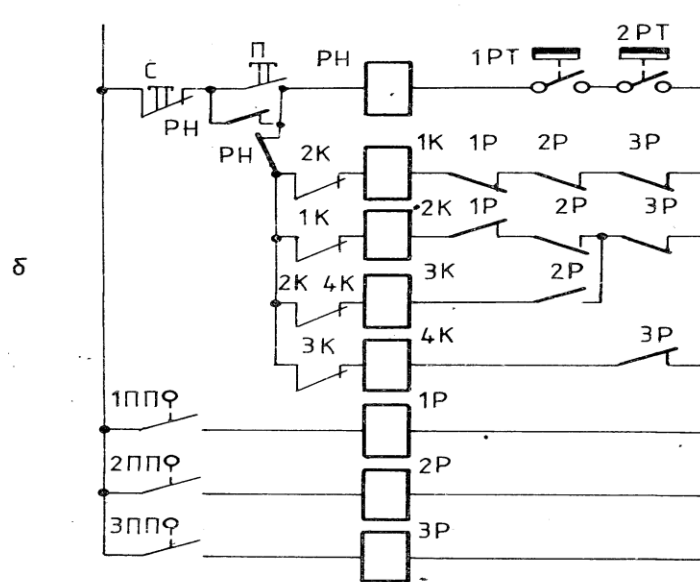 2РТ
П РН 1РТ
С
РН
РН 2К 1К 1Р 2Р 3Р
1К 2К 1Р 2Р 3Р
б
2К 4К 3К 2Р
3К 4К 3Р
1ПП 1Р
2ПП 2Р
3ПП 3Р